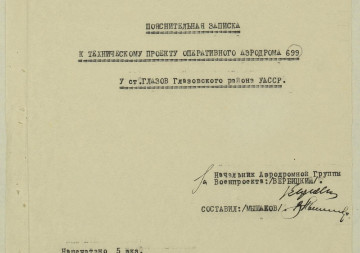 ПОЯСНИТЕЛЬНАЯ ЗАПИСКА
К ТЕХНИЧЕСКОМУ ПРОЕКТУ ОПЕРАТИВНОГО АЭРОДРОМА 699
У ст.ГЛАЗОВ Глазовского района УАССР.
Начальник Аэродромной Группы
Военпроекта:/ВЕРБИЦКИЙ/.
СОСТАВИЛ:/
Напечатано 5 экз.